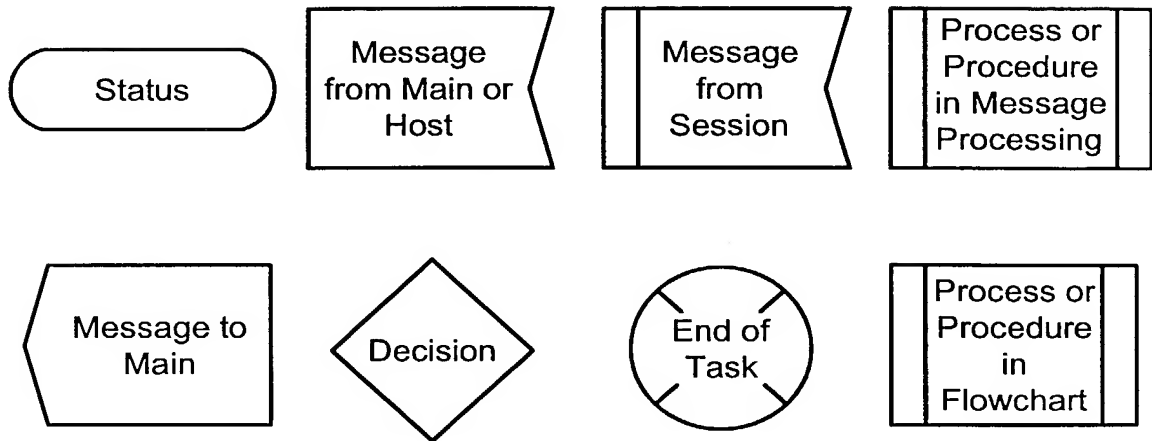 Status
Message
from Main or
Host
Message
from
Session
Process or
Procedure
in Message
Processing
Message to
Main
Decision
End of
Task
Process or
Procedure
in
Flowchart